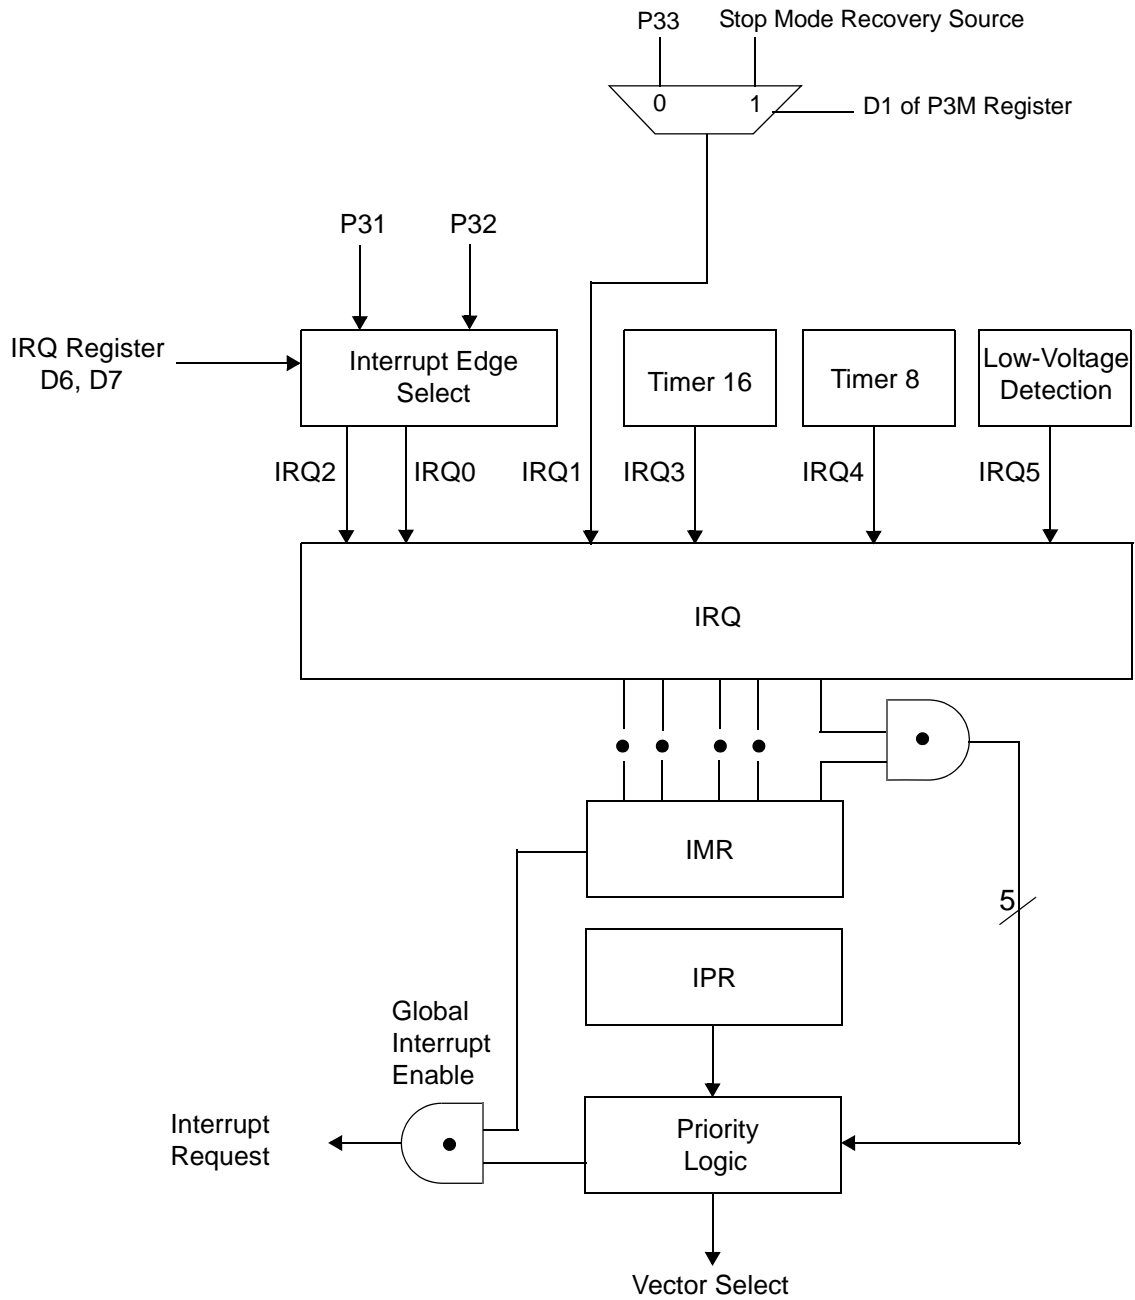 P33
Stop Mode Recovery Source
0
1
D1 of P3M Register
P31
P32
IRQ Register
D6, D7
Interrupt Edge
Select
Timer 16
Timer 8
Low-Voltage
Detection
IRQ2
IRQ0
IRQ1
IRQ3
IRQ4
IRQ5
IRQ
IMR
5
IPR
Global
Interrupt
Enable
Interrupt
Request
Priority
Logic
Vector Select